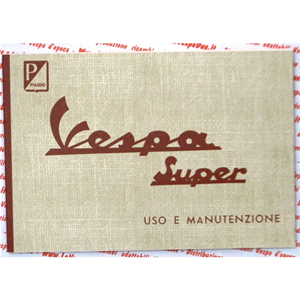 P
PIAGGIO
Vespa
Super
USO E MANUTENZIONE